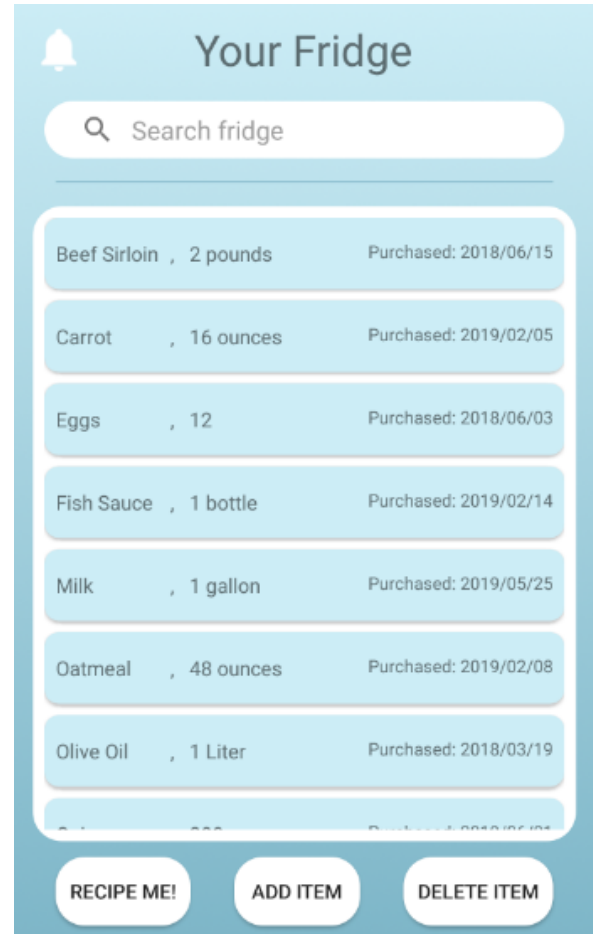 Your Fridge
Search fridge
Beef Sirloin , 2 pounds Purchased: 2018/06/15
Carrot , 16 ounces Purchased: 2019/02/05
Eggs , 12 Purchased: 2018/06/03
Fish Sauce , 1 bottle Purchased: 2019/02/14
Milk , 1 gallon Purchased: 2019/05/25
Oatmeal , 48 ounces Purchased: 2019/02/08
Olive Oil , 1 Liter Purchased: 2018/03/19
RECIPE ME! ADD ITEM DELETE ITEM